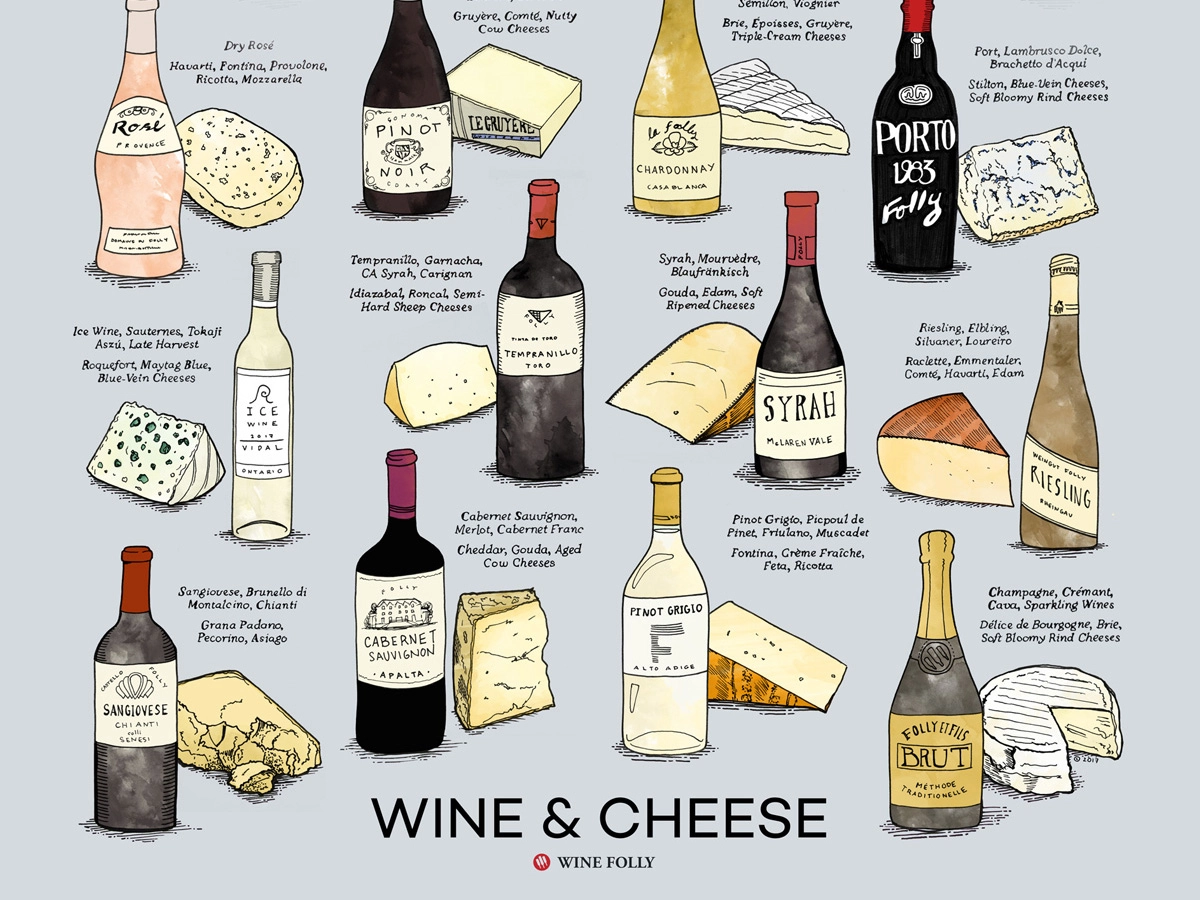 Gruyère, Comté, Nutty
Cow Cheeses
Sémillon, Viognier
Brie, Époisses, Gruyère,
Triple-Cream Cheeses
Dry Rosé
Havarti, Fontina, Provolone,
Ricotta, Mozzarella
Port, Lambrusco Dolce,
Brachetto d'Acqui
Stilton, Blue-Vein Cheeses,
Soft Bloomy Rind Cheeses
Rosé
PROVENCE
DOMAINE DE FOLLY
SONOMA
PINOT
NOIR
COAST
LE GRUYÈRE
la Folly
CHARDONNAY
CASABLANCA
PORTO
1983
Folly
Tempranillo, Garnacha,
CA Syrah, Carignan
Idiazabal, Roncal, Semi-
Hard Sheep Cheeses
FOLLY
TINTA DE TORO
TEMPRANILLO
TORO
Syrah, Mourvèdre,
Blaufränkisch
Gouda, Edam, Soft
Ripened Cheeses
FOLLY
SYRAH
McLAREN VALE
Ice Wine, Sauternes, Tokaji
Aszú, Late Harvest
Roquefort, Maytag Blue,
Blue-Vein Cheeses
ICE
WINE
2017
VIDAL
ONTARIO
Riesling, Elbling,
Silvaner, Loureiro
Raclette, Emmentaler,
Comté, Havarti, Edam
WEINGUT FOLLY
RIESLING
RHEINGAU
Cabernet Sauvignon,
Merlot, Cabernet Franc
Cheddar, Gouda, Aged
Cow Cheeses
FOLLY
CABERNET
SAUVIGNON
APALTA
Pinot Grigio, Picpoul de
Pinet, Friulano, Muscadet
Fontina, Crème Fraîche,
Feta, Ricotta
PINOT GRIGIO
F
ALTO ADIGE
Sangiovese, Brunello di
Montalcino, Chianti
Grana Padano,
Pecorino, Asiago
CASTELLO FOLLY
SANGIOVESE
CHIANTI
colli
SENESI
Champagne, Crémant,
Cava, Sparkling Wines
Délice de Bourgogne, Brie,
Soft Bloomy Rind Cheeses
FOLLY ET FILS
BRUT
MÉTHODE
TRADITIONELLE
© 2017
WINE & CHEESE
WINE FOLLY